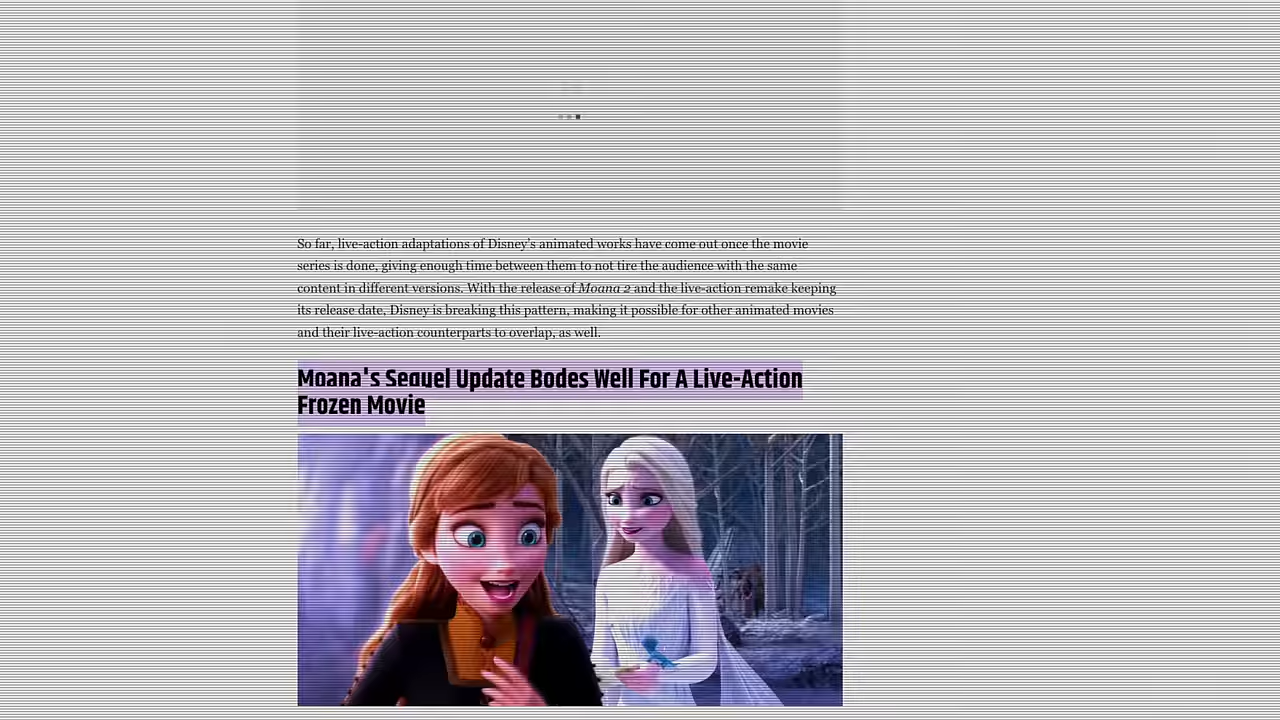 So far, live-action adaptations of Disney's animated works have come out once the movie
series is done, giving enough time between them to not tire the audience with the same
content in different versions. With the release of Moana 2 and the live-action remake keeping
its release date, Disney is breaking this pattern, making it possible for other animated movies
and their live-action counterparts to overlap, as well.
Moana's Sequel Update Bodes Well For A Live-Action
Frozen Movie